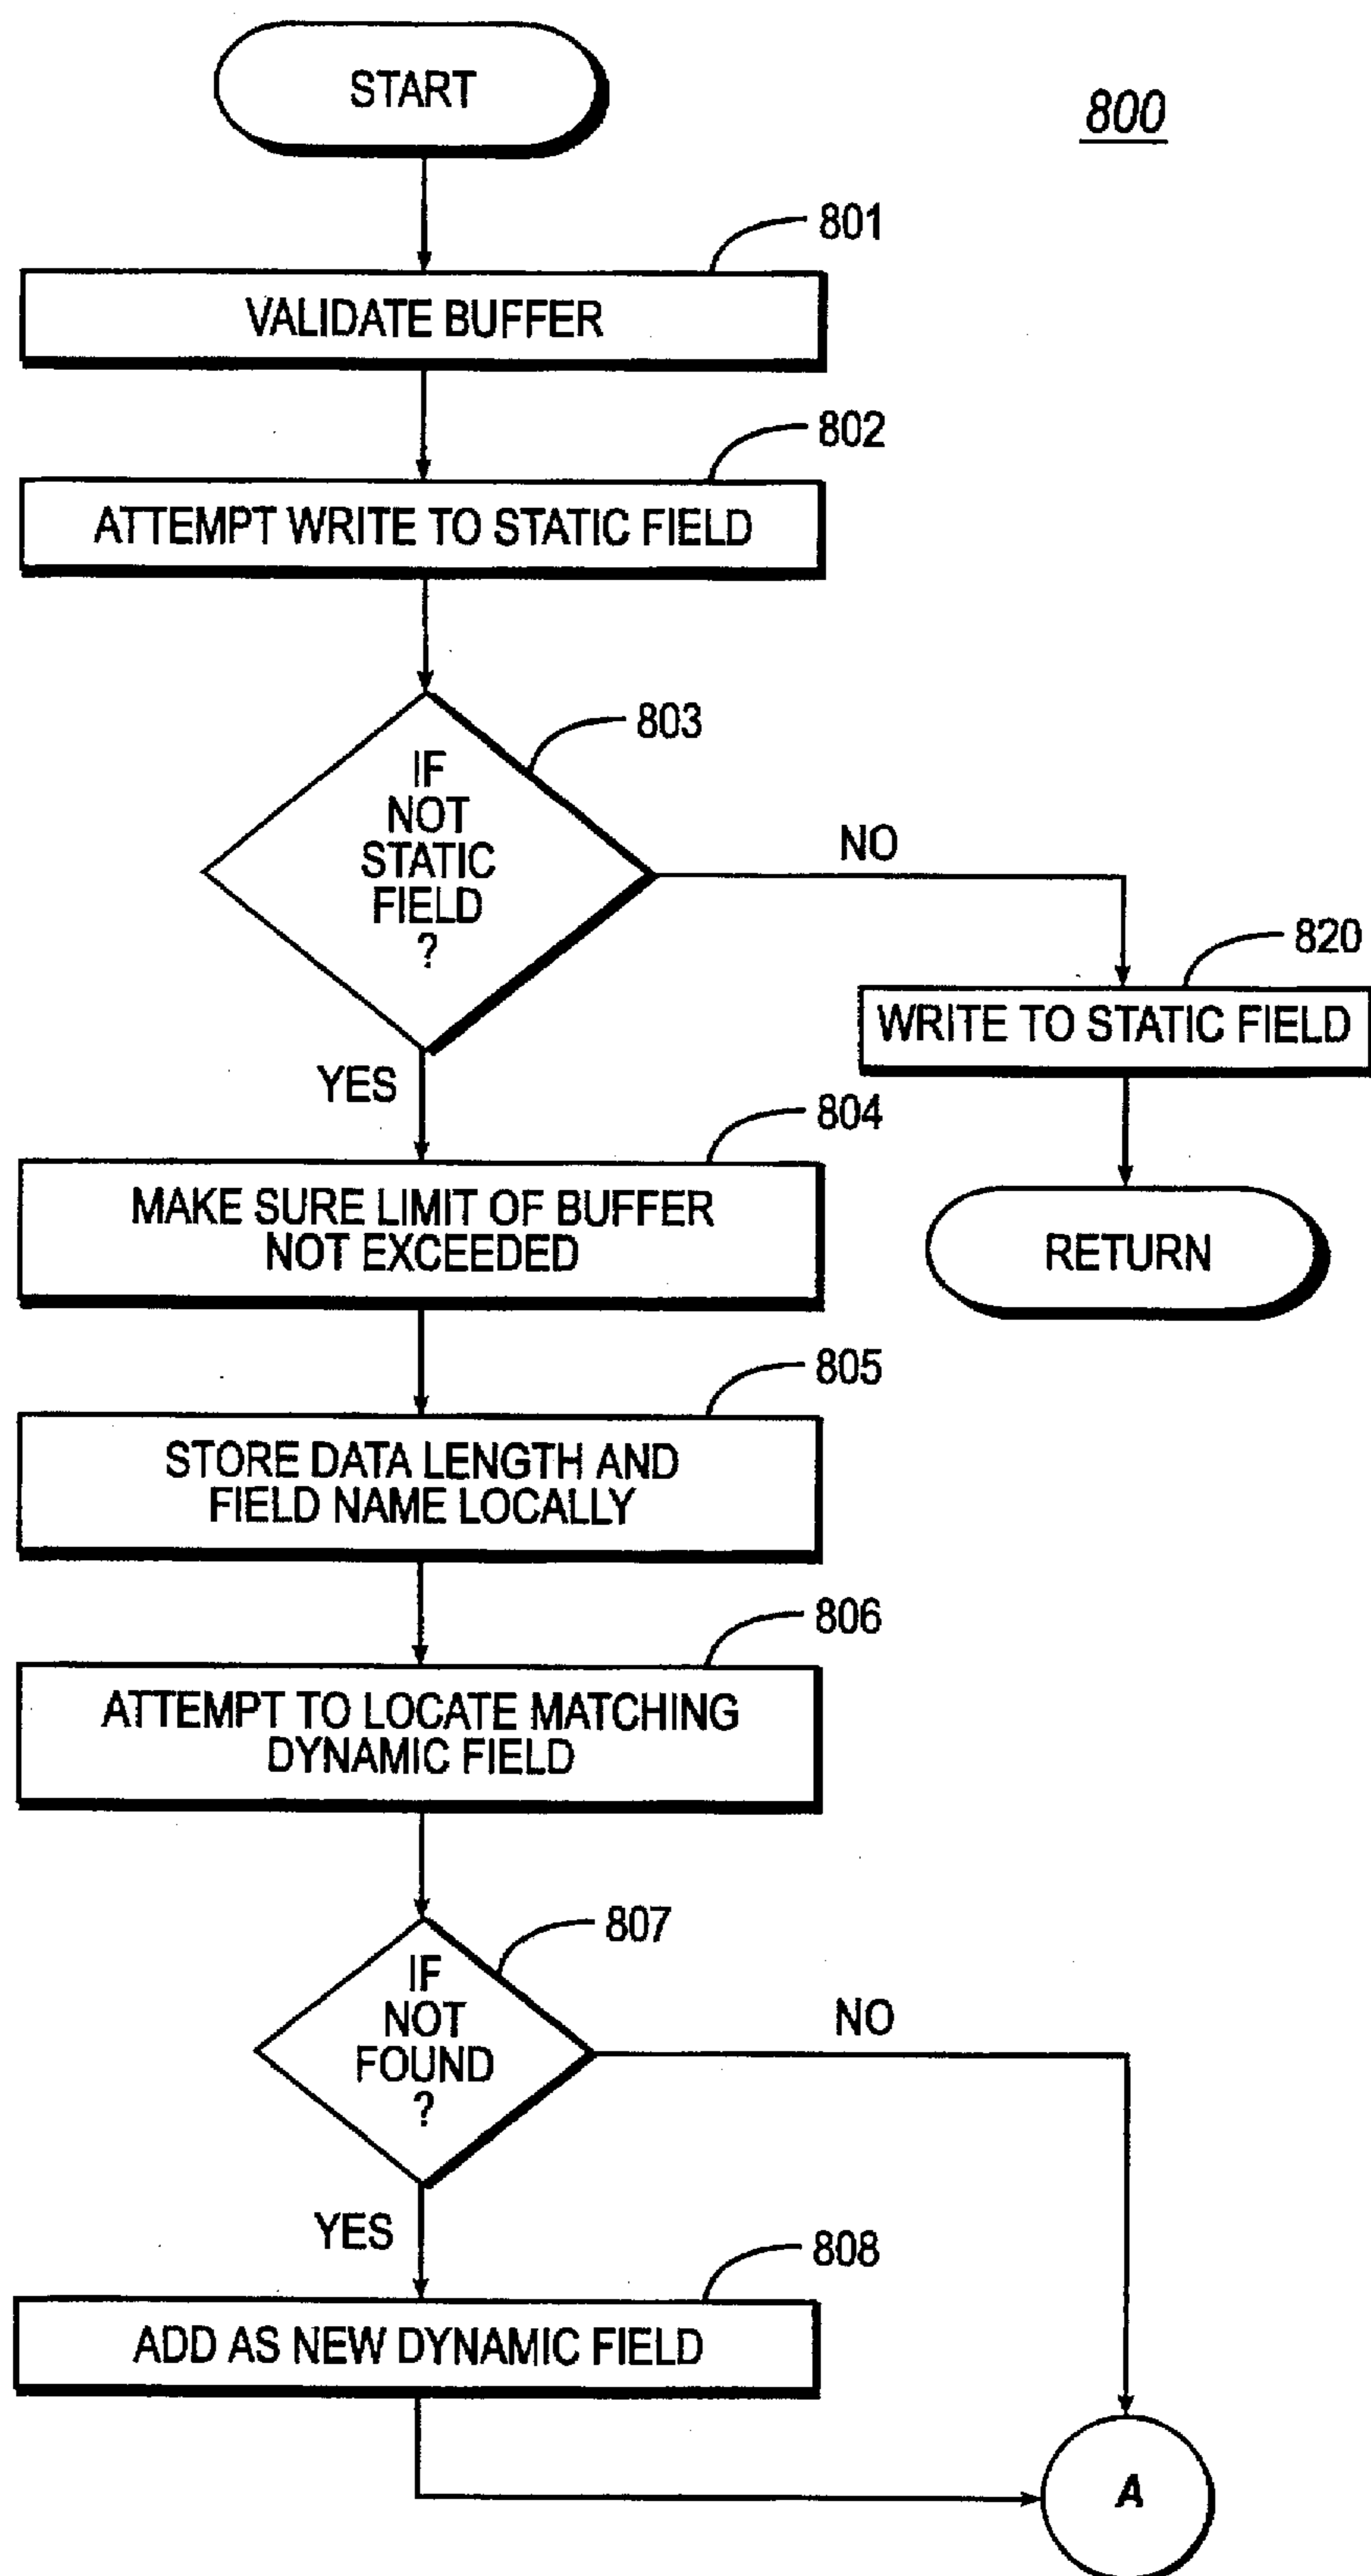 START
800
801
VALIDATE BUFFER
802
ATTEMPT WRITE TO STATIC FIELD
803
IF
NOT
STATIC
FIELD
?
NO
820
WRITE TO STATIC FIELD
YES
804
MAKE SURE LIMIT OF BUFFER
NOT EXCEEDED
RETURN
805
STORE DATA LENGTH AND
FIELD NAME LOCALLY
806
ATTEMPT TO LOCATE MATCHING
DYNAMIC FIELD
807
IF
NOT
FOUND
?
NO
YES
808
ADD AS NEW DYNAMIC FIELD
A